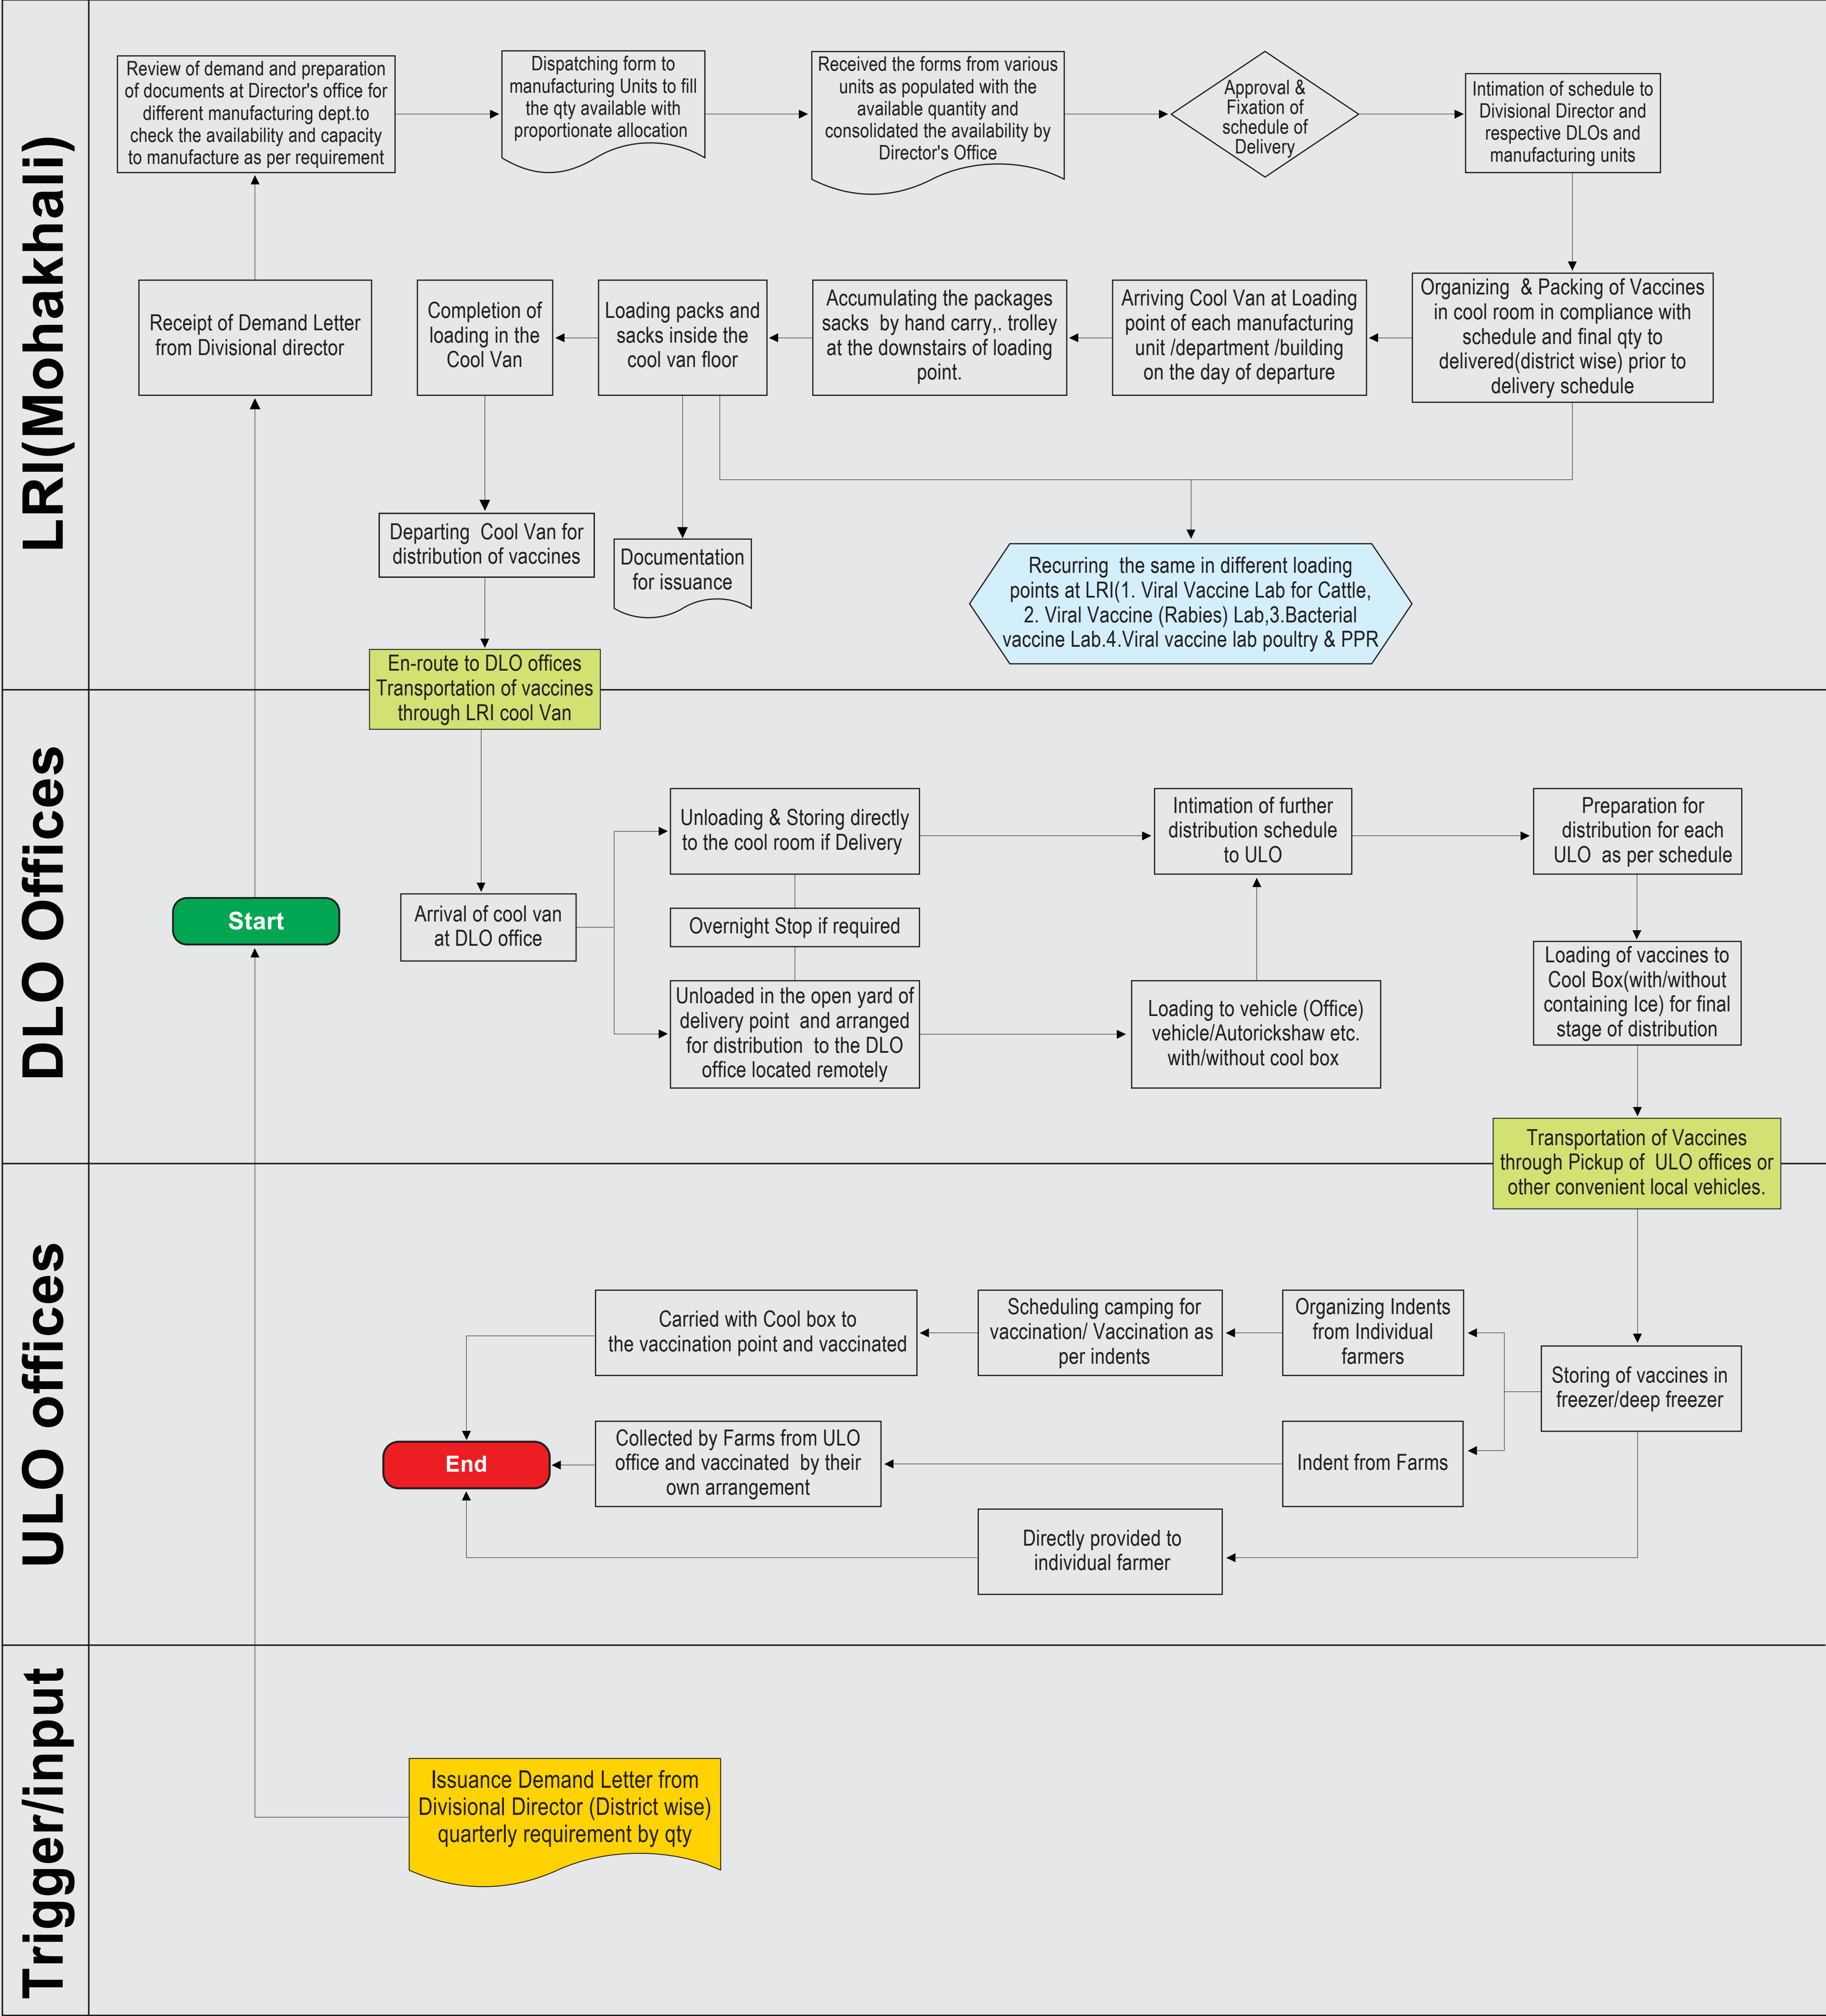 LRI(Mohakhali)
Review of demand and preparation
of documents at Director's office for
different manufacturing dept.to
check the availability and capacity
to manufacture as per requirement
Dispatching form to
manufacturing Units to fill
the qty available with
proportionate allocation
Received the forms from various
units as populated with the
available quantity and
consolidated the availability by
Director's Office
Approval &
Fixation of
schedule of
Delivery
Intimation of schedule to
Divisional Director and
respective DLOs and
manufacturing units
Receipt of Demand Letter
from Divisional director
Completion of
loading in the
Cool Van
Loading packs and
sacks inside the
cool van floor
Accumulating the packages
sacks by hand carry,. trolley
at the downstairs of loading
point.
Arriving Cool Van at Loading
point of each manufacturing
unit /department /building
on the day of departure
Organizing & Packing of Vaccines
in cool room in compliance with
schedule and final qty to
delivered(district wise) prior to
delivery schedule
Departing Cool Van for
distribution of vaccines
Documentation
for issuance
Recurring the same in different loading
points at LRI(1. Viral Vaccine Lab for Cattle,
2. Viral Vaccine (Rabies) Lab,3.Bacterial
vaccine Lab.4.Viral vaccine lab poultry & PPR
En-route to DLO offices
Transportation of vaccines
through LRI cool Van
DLO Offices
Start
Arrival of cool van
at DLO office
Unloading & Storing directly
to the cool room if Delivery
Overnight Stop if required
Unloaded in the open yard of
delivery point and arranged
for distribution to the DLO
office located remotely
Intimation of further
distribution schedule
to ULO
Loading to vehicle (Office)
vehicle/Autorickshaw etc.
with/without cool box
Preparation for
distribution for each
ULO as per schedule
Loading of vaccines to
Cool Box(with/without
containing Ice) for final
stage of distribution
Transportation of Vaccines
through Pickup of ULO offices or
other convenient local vehicles.
ULO offices
Carried with Cool box to
the vaccination point and vaccinated
Scheduling camping for
vaccination/ Vaccination as
per indents
Organizing Indents
from Individual
farmers
Storing of vaccines in
freezer/deep freezer
End
Collected by Farms from ULO
office and vaccinated by their
own arrangement
Indent from Farms
Directly provided to
individual farmer
Trigger/input
Issuance Demand Letter from
Divisional Director (District wise)
quarterly requirement by qty